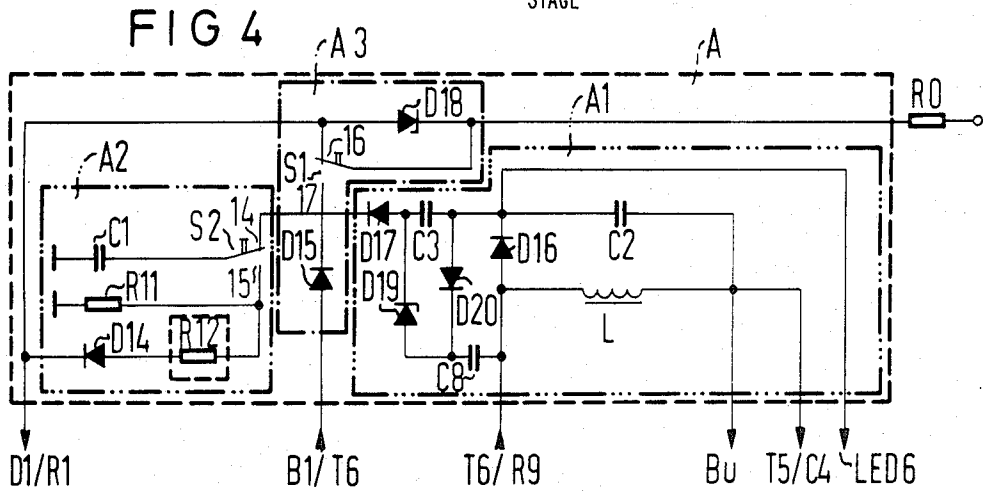 STAGE
FIG 4
A3
A
A1
R0
D18
16
A2
S1
17
14
S2
C1
D15
D17
C3
D16
C2
15
R11
D19
D20
L
D14
R12
C8
D1/R1
B1/T6
T6/R9
Bu
T5/C4
LED6